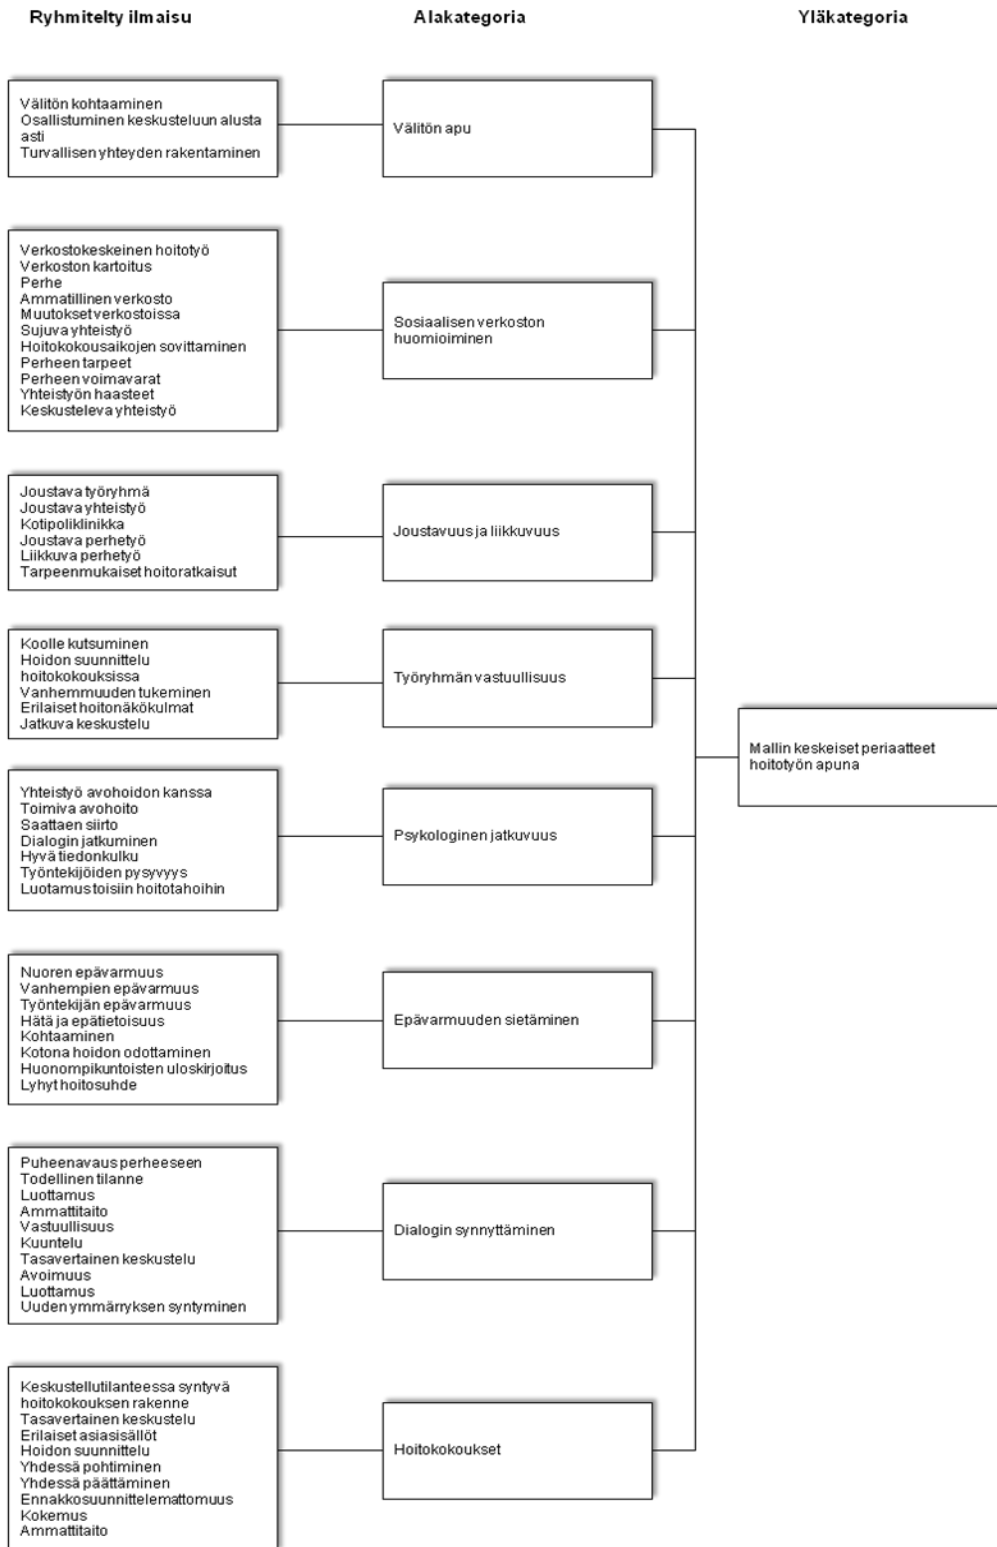 Ryhmitelty ilmaisu
Alakategoria
Yläkategoria
Välitön kohtaaminen
Osallistuminen keskusteluun alusta
asti
Turvallisen yhteyden rakentaminen
Välitön apu
Verkostokeskeinen hoitotyö
Verkoston kartoitus
Perhe
Ammatillinen verkosto
Muutokset verkostoissa
Sujuva yhteistyö
Hoitokokousaikojen sovittaminen
Perheen tarpeet
Perheen voimavarat
Yhteistyön haasteet
Keskusteleva yhteistyö
Sosiaalisen verkoston
huomioiminen
Joustava työryhmä
Joustava yhteistyö
Kotipoliklinikka
Joustava perhetyö
Liikkuva perhetyö
Tarpeenmukaiset hoitoratkaisut
Joustavuus ja liikkuvuus
Koolle kutsuminen
Hoidon suunnittelu
hoitokokouksissa
Vanhemmuuden tukeminen
Erilaiset hoitonäkökulmat
Jatkuva keskustelu
Työryhmän vastuullisuus
Mallin keskeiset periaatteet
hoitotyön apuna
Yhteistyö avohoidon kanssa
Toimiva avohoito
Saattaen siirto
Dialogin jatkuminen
Hyvä tiedonkulku
Työntekijöiden pysyvyys
Luotamus toisiin hoitotahoihin
Psykologinen jatkuvuus
Nuoren epävarmuus
Vanhempien epävarmuus
Työntekijän epävarmuus
Hätä ja epätietoisuus
Kohtaaminen
Kotona hoidon odottaminen
Huonompikuntoisten uloskirjoitus
Lyhyt hoitosuhde
Epävarmuuden sietäminen
Puheenavaus perheeseen
Todellinen tilanne
Luottamus
Ammattitaito
Vastuullisuus
Kuuntelu
Tasavertainen keskustelu
Avoimuus
Luottamus
Uuden ymmärryksen syntyminen
Dialogin synnyttäminen
Keskustellutilanteessa syntyvä
hoitokokouksen rakenne
Tasavertainen keskustelu
Erilaiset asiasisällöt
Hoidon suunnittelu
Yhdessä pohtiminen
Yhdessä päättäminen
Ennakkosuunnittelemattomuus
Kokemus
Ammattitaito
Hoitokokoukset